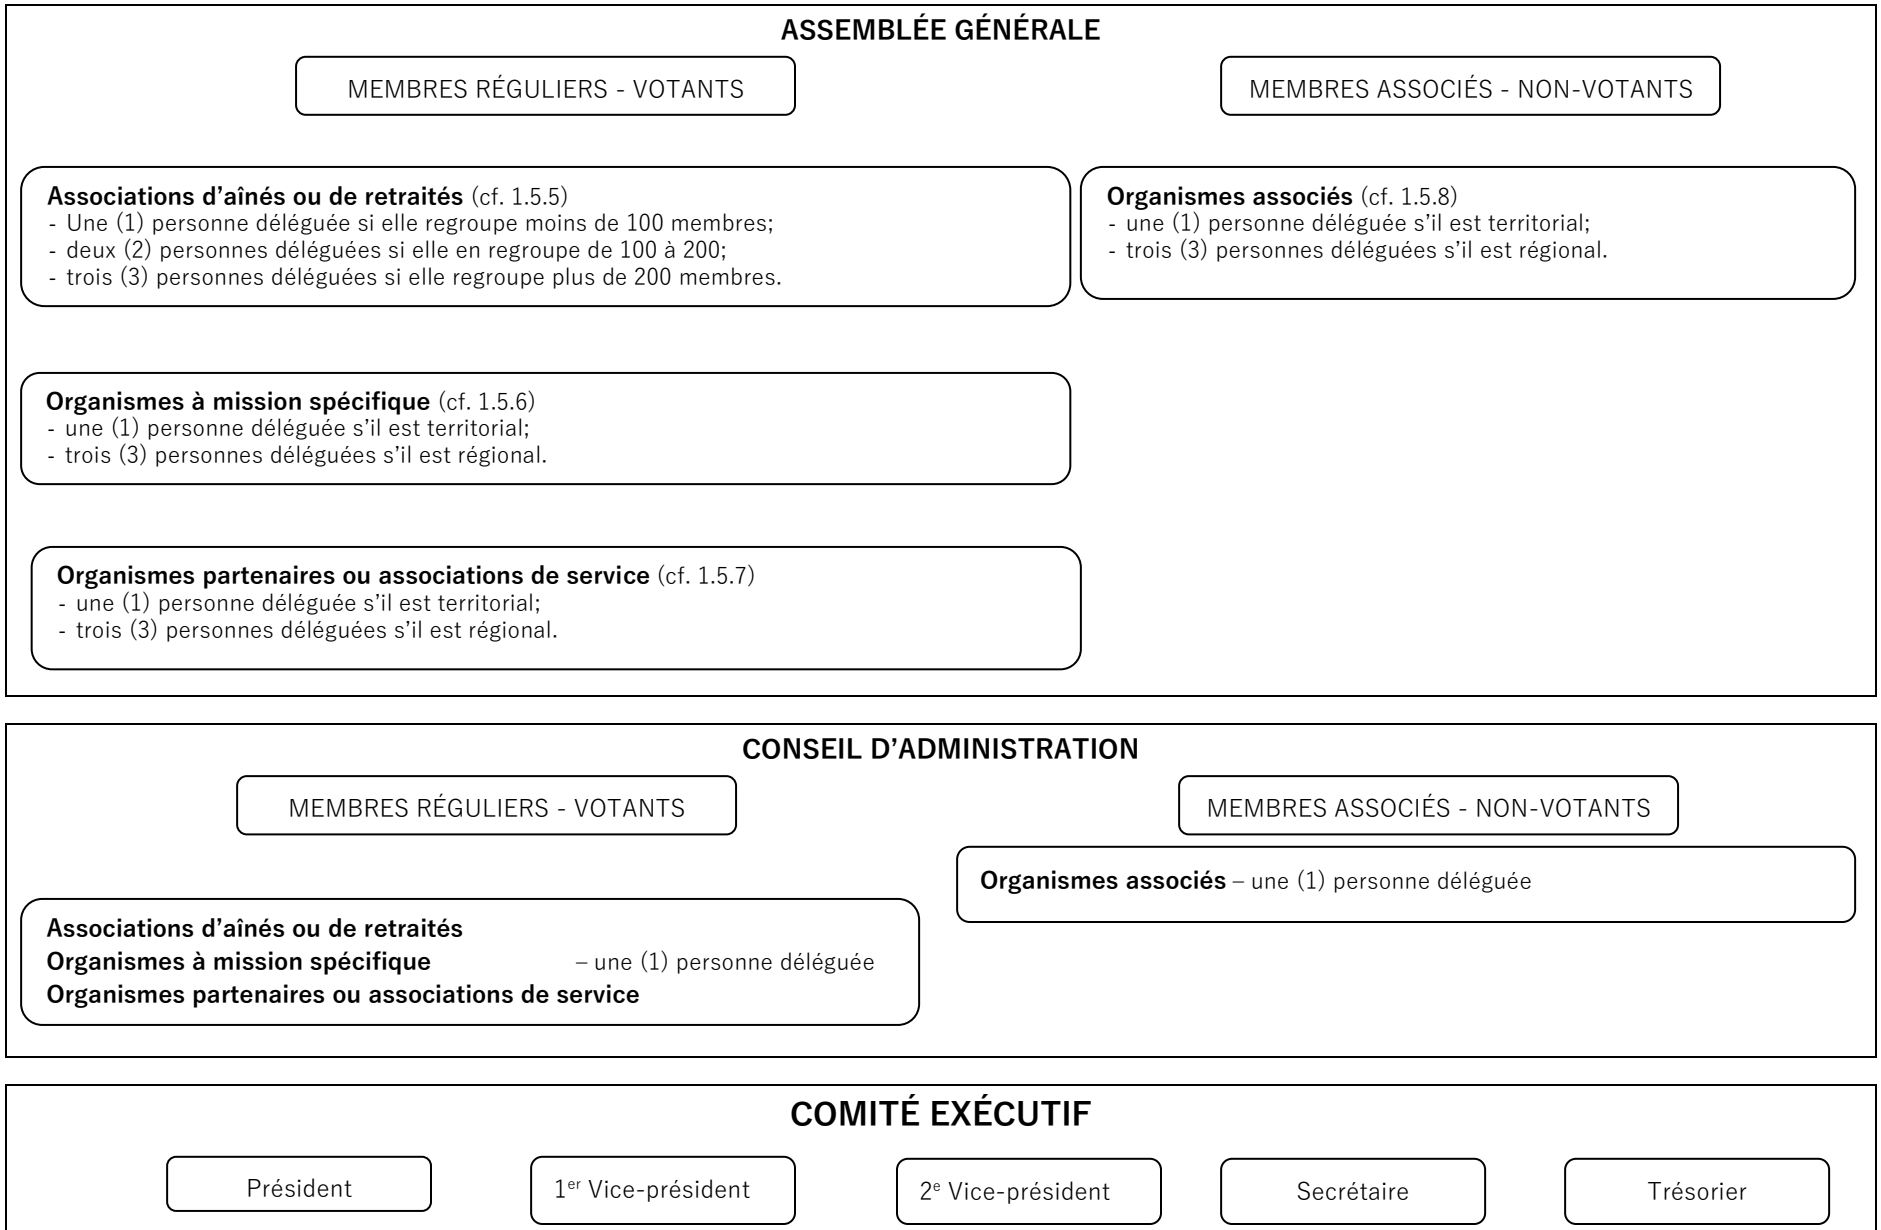 ASSEMBLÉE GÉNÉRALE
MEMBRES RÉGULIERS - VOTANTS
MEMBRES ASSOCIÉS - NON-VOTANTS
Associations d’aînés ou de retraités (cf. 1.5.5)
- Une (1) personne déléguée si elle regroupe moins de 100 membres;
- deux (2) personnes déléguées si elle en regroupe de 100 à 200;
- trois (3) personnes déléguées si elle regroupe plus de 200 membres.
Organismes associés (cf. 1.5.8)
- une (1) personne déléguée s’il est territorial;
- trois (3) personnes déléguées s’il est régional.
Organismes à mission spécifique (cf. 1.5.6)
- une (1) personne déléguée s’il est territorial;
- trois (3) personnes déléguées s’il est régional.
Organismes partenaires ou associations de service (cf. 1.5.7)
- une (1) personne déléguée s’il est territorial;
- trois (3) personnes déléguées s’il est régional.
CONSEIL D’ADMINISTRATION
MEMBRES RÉGULIERS - VOTANTS
MEMBRES ASSOCIÉS - NON-VOTANTS
Organismes associés – une (1) personne déléguée
Associations d’aînés ou de retraités
Organismes à mission spécifique – une (1) personne déléguée
Organismes partenaires ou associations de service
COMITÉ EXÉCUTIF
Président
1er Vice-président
2e Vice-président
Secrétaire
Trésorier